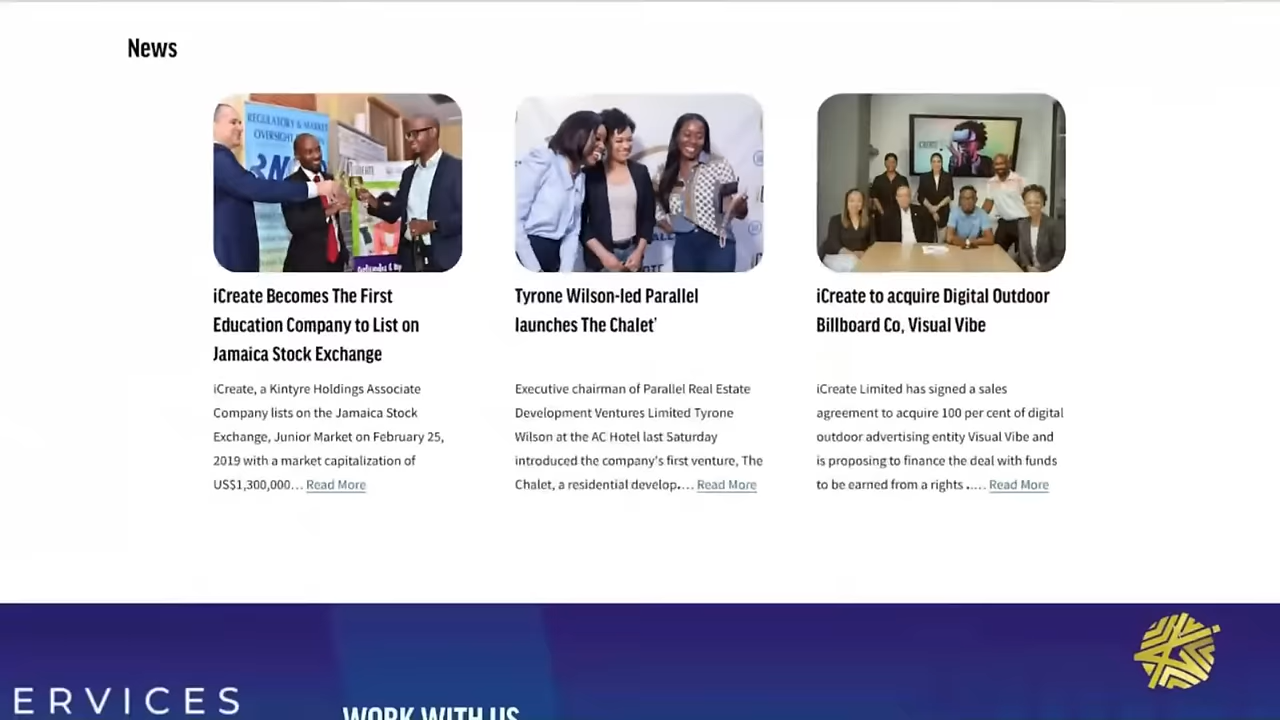 News
REGULATORY & MARKET
OVERSIGHT
iCreate Becomes The First
Education Company to List on
Jamaica Stock Exchange
iCreate, a Kintyre Holdings Associate
Company lists on the Jamaica Stock
Exchange, Junior Market on February 25,
2019 with a market capitalization of
US$1,300,000... Read More
Tyrone Wilson-led Parallel
launches The Chalet'
Executive chairman of Parallel Real Estate
Development Ventures Limited Tyrone
Wilson at the AC Hotel last Saturday
introduced the company's first venture, The
Chalet, a residential develop.... Read More
iCreate to acquire Digital Outdoor
Billboard Co, Visual Vibe
iCreate Limited has signed a sales
agreement to acquire 100 per cent of digital
outdoor advertising entity Visual Vibe and
is proposing to finance the deal with funds
to be earned from a rights ..... Read More
ERVICES
WORK WITH US